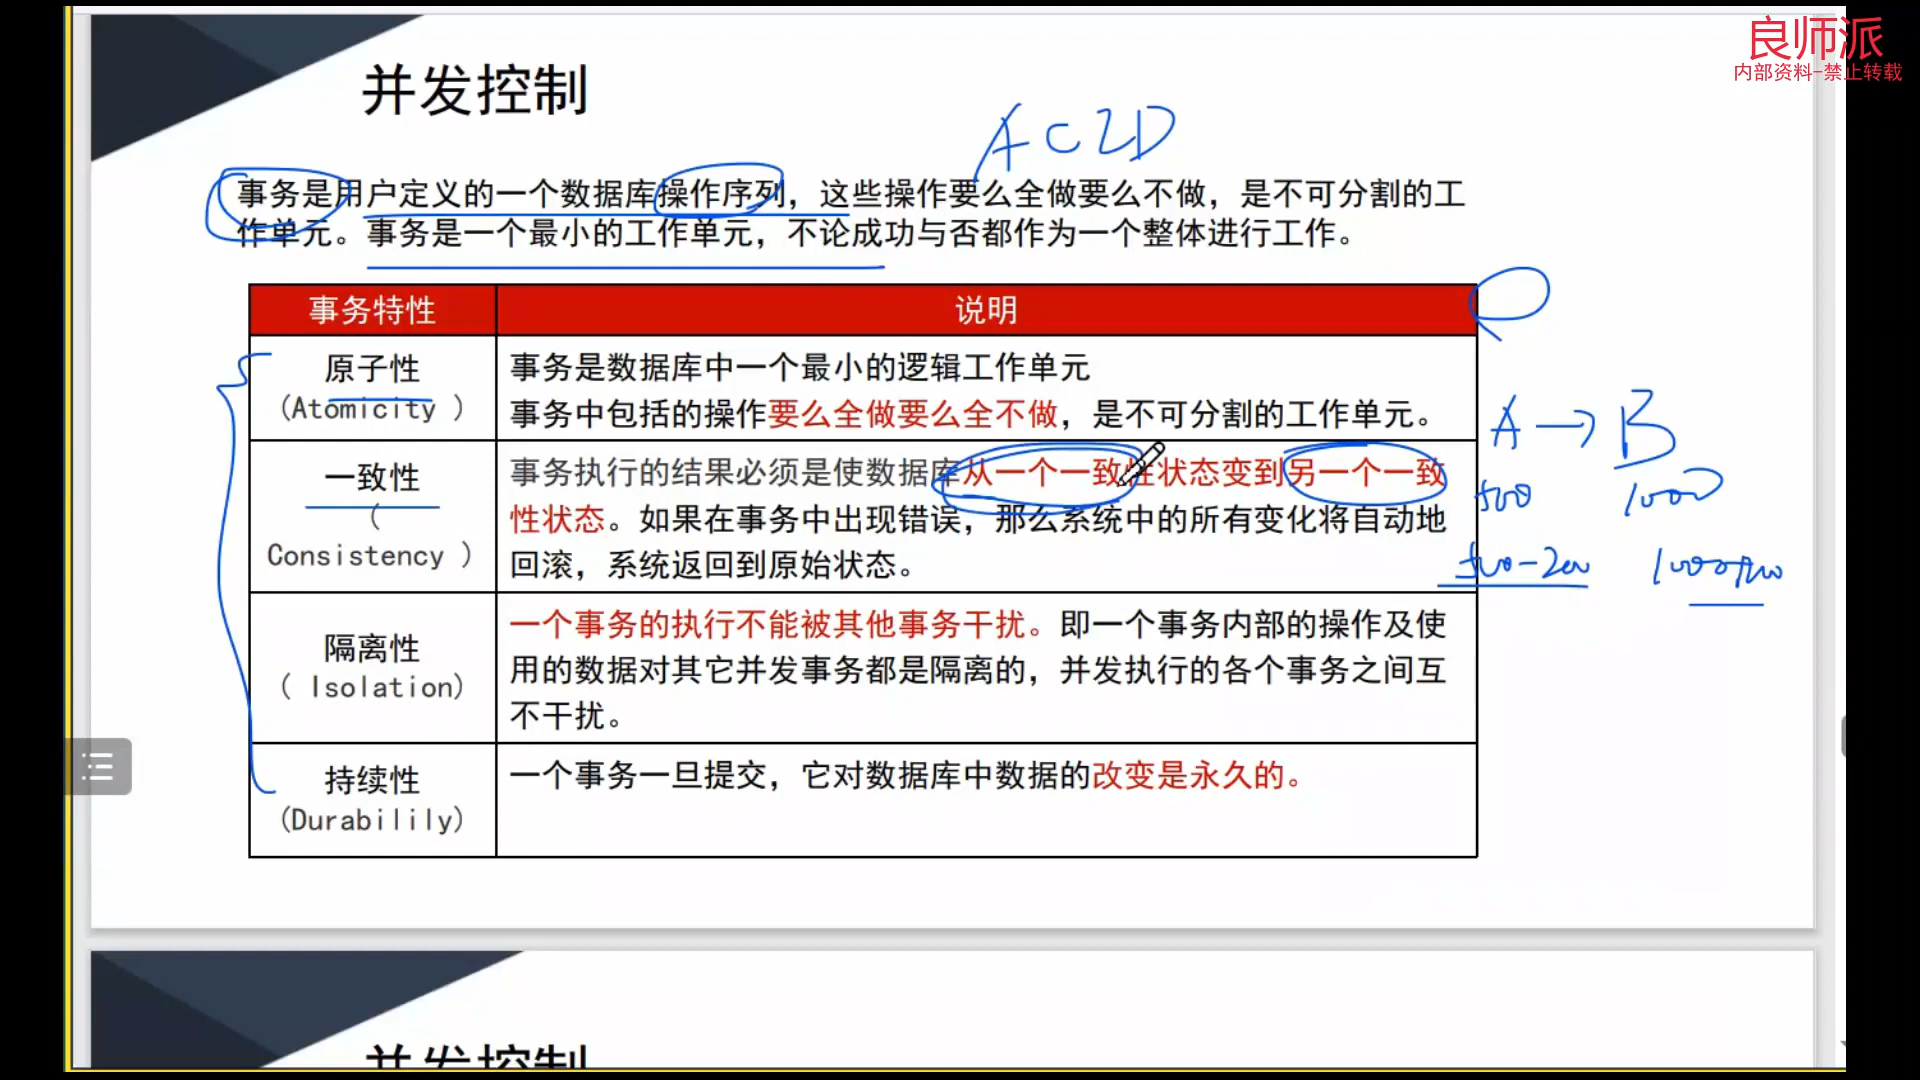 良师派
内部资料-禁止转载
并发控制
ACID
事务是用户定义的一个数据库操作序列，这些操作要么全做要么不做，是不可分割的工
作单元。事务是一个最小的工作单元，不论成功与否都作为一个整体进行工作。
事务特性
说明
原子性
(Atomicity )
事务是数据库中一个最小的逻辑工作单元
事务中包括的操作要么全做要么全不做，是不可分割的工作单元。
A → B
一致性
(
Consistency )
事务执行的结果必须是使数据库从一个一致性状态变到另一个一致
性状态。如果在事务中出现错误，那么系统中的所有变化将自动地
回滚，系统返回到原始状态。
500
1000
500-200
隔离性
( Isolation)
一个事务的执行不能被其他事务干扰。即一个事务内部的操作及使
用的数据对其它并发事务都是隔离的，并发执行的各个事务之间互
不干扰。
持续性
(Durabilily)
一个事务一旦提交，它对数据库中数据的改变是永久的。
并发控制